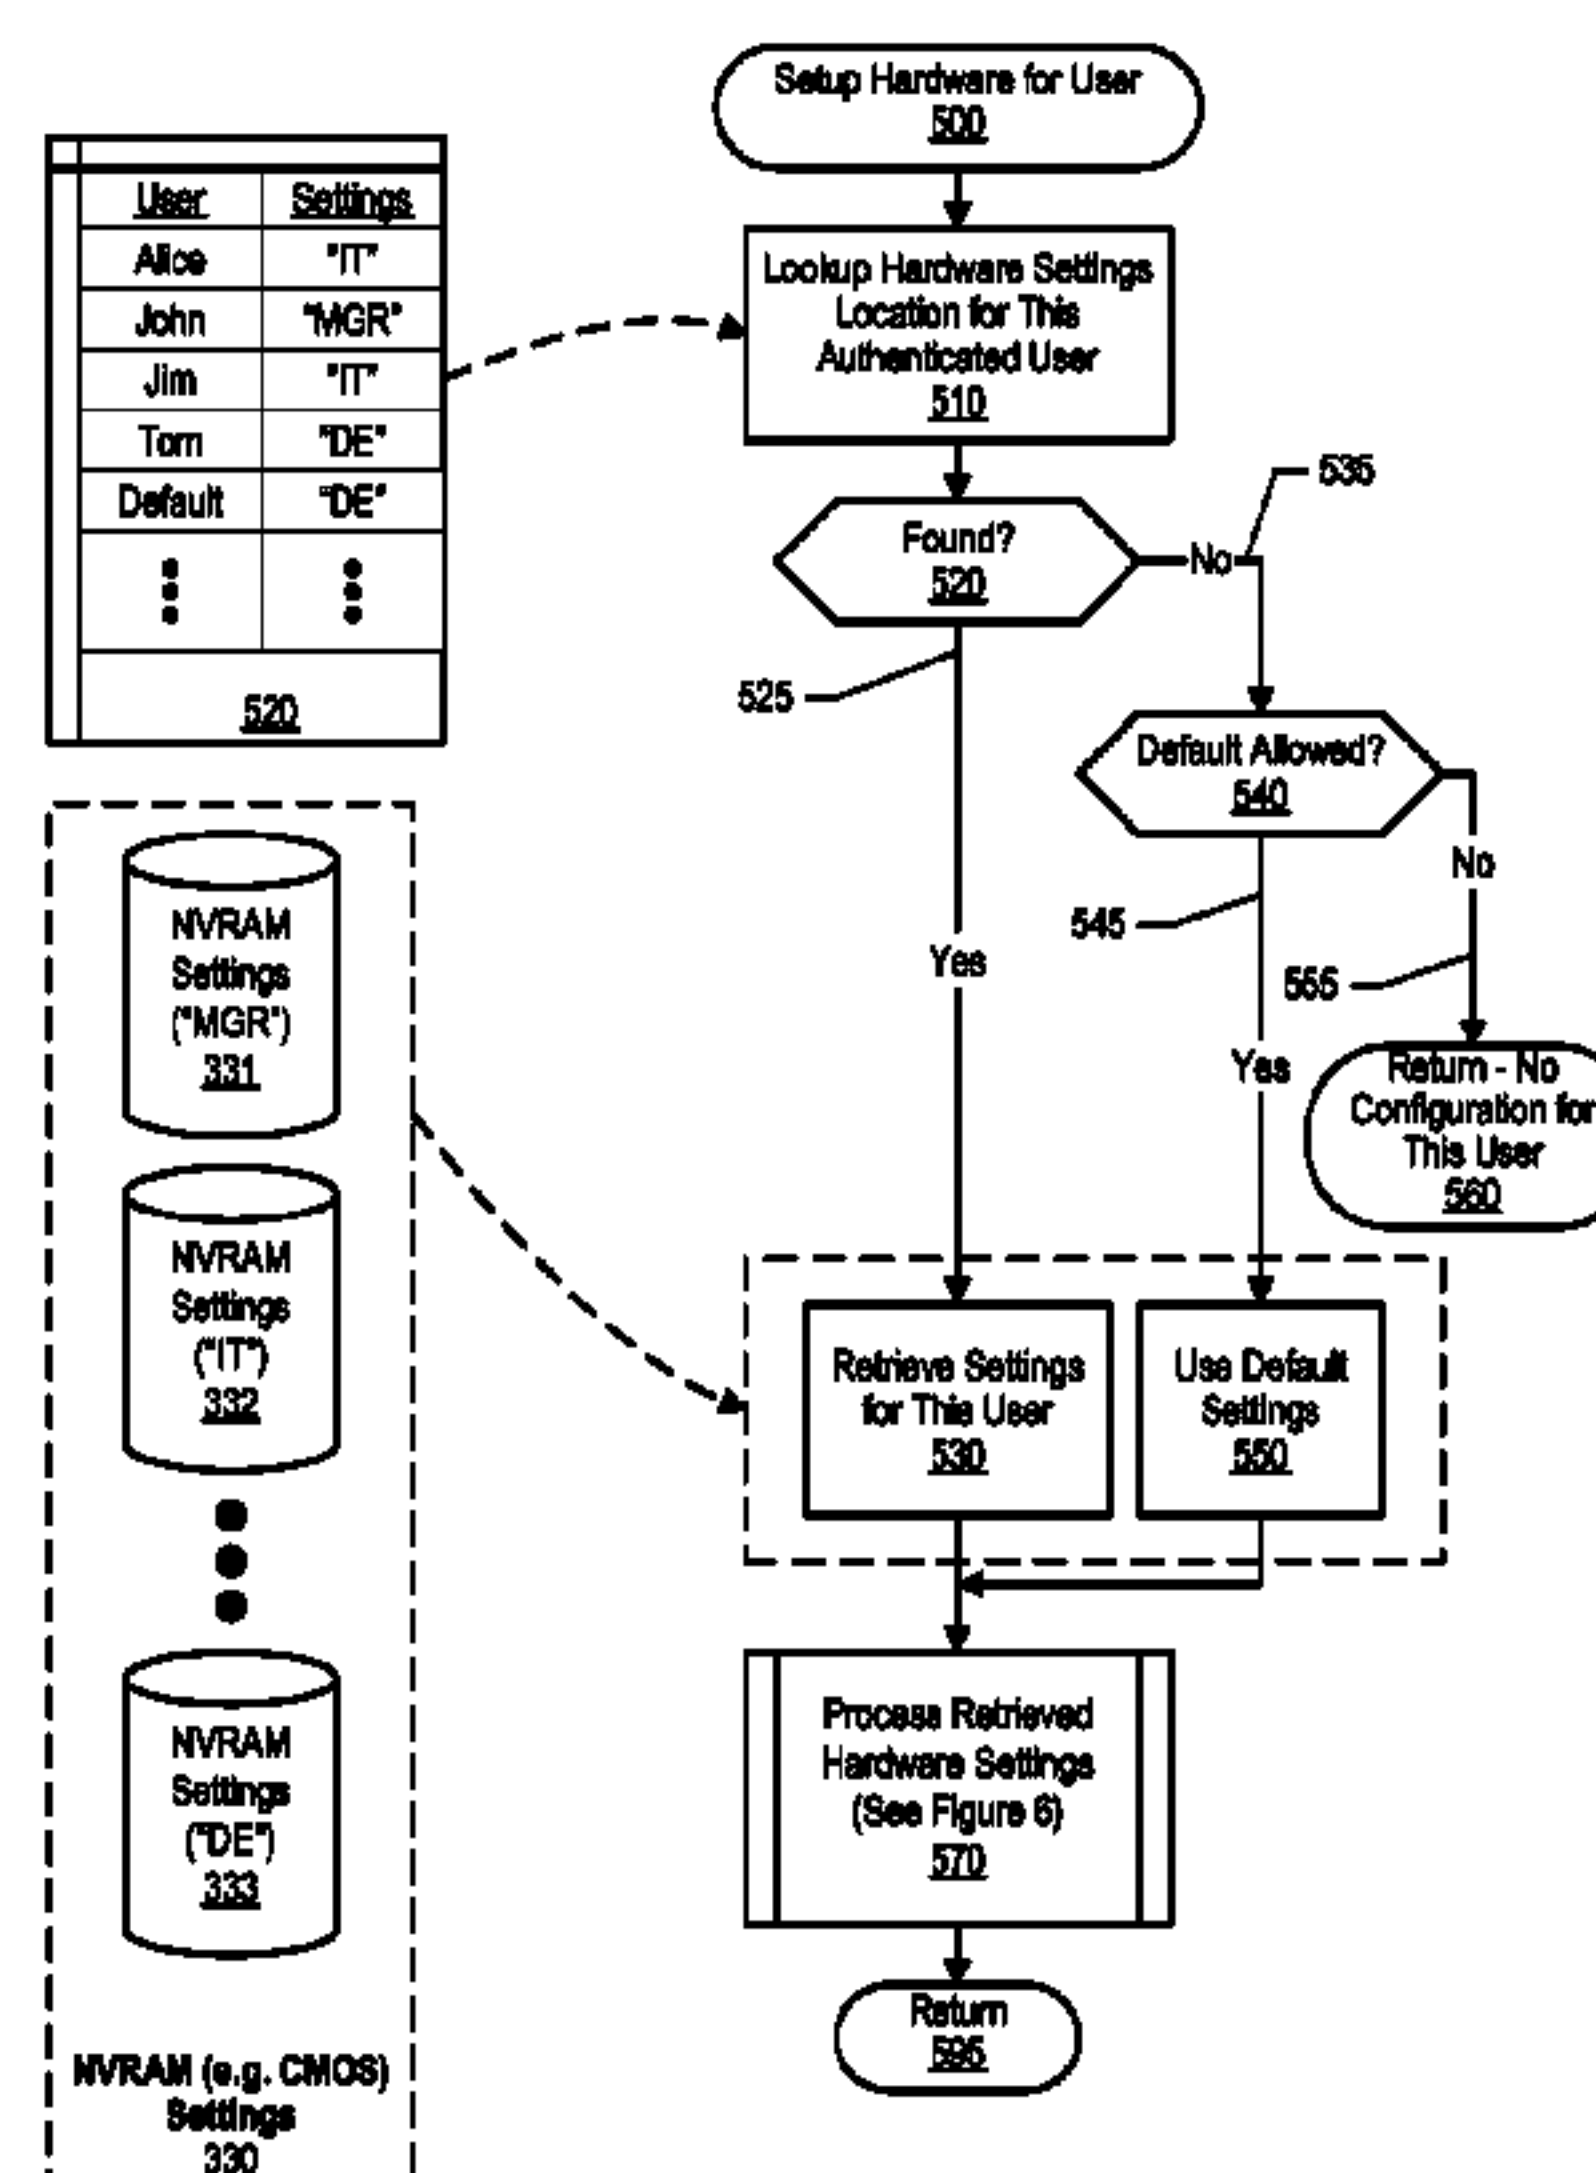 Setup Hardware for User
500
User Settings
Alice "IT"
John "MGR"
Jim "IT"
Tom "DE"
Default "DE"
520
Lookup Hardware Settings
Location for This
Authenticated User
510
Found?
520
No
535
525
Yes
Default Allowed?
540
No
545
555
Yes
Return - No
Configuration for
This User
560
NVRAM
Settings
("MGR")
331
NVRAM
Settings
("IT")
332
NVRAM
Settings
("DE")
333
NVRAM (e.g. CMOS)
Settings
330
Retrieve Settings
for This User
530
Use Default
Settings
550
Process Retrieved
Hardware Settings
(See Figure 6)
570
Return
595